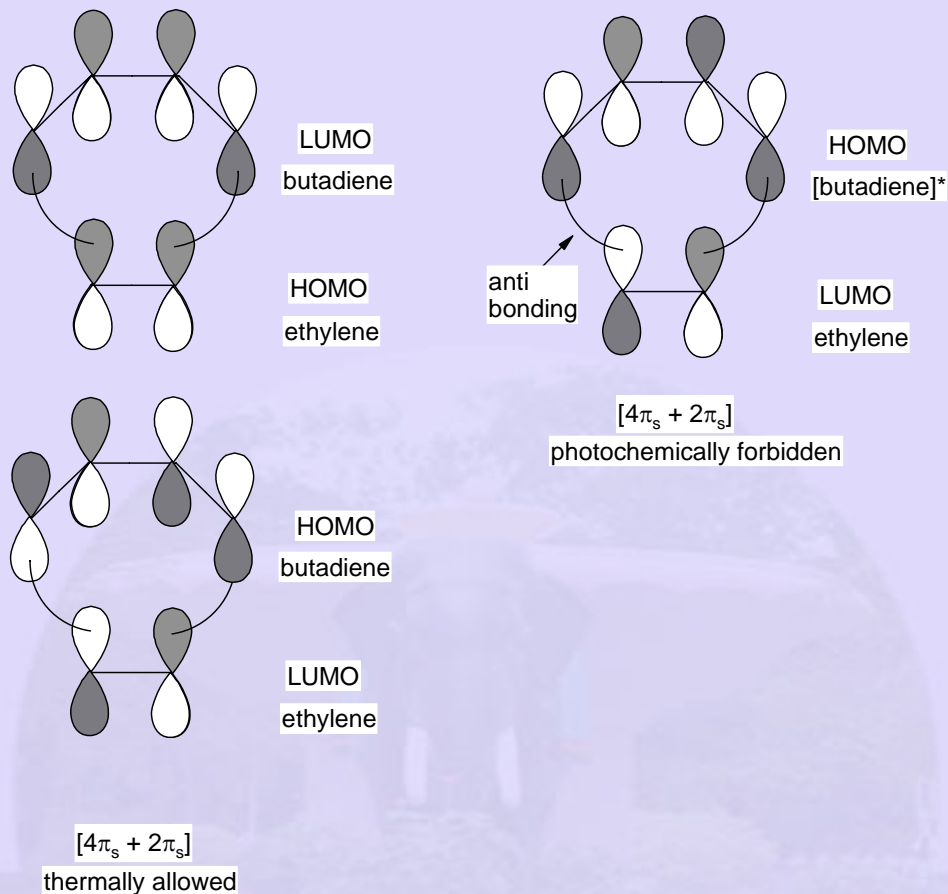 LUMO
butadiene
HOMO
ethylene
HOMO
[butadiene]*
anti
bonding
LUMO
ethylene
[4πs + 2πs]
photochemically forbidden
HOMO
butadiene
LUMO
ethylene
[4πs + 2πs]
thermally allowed